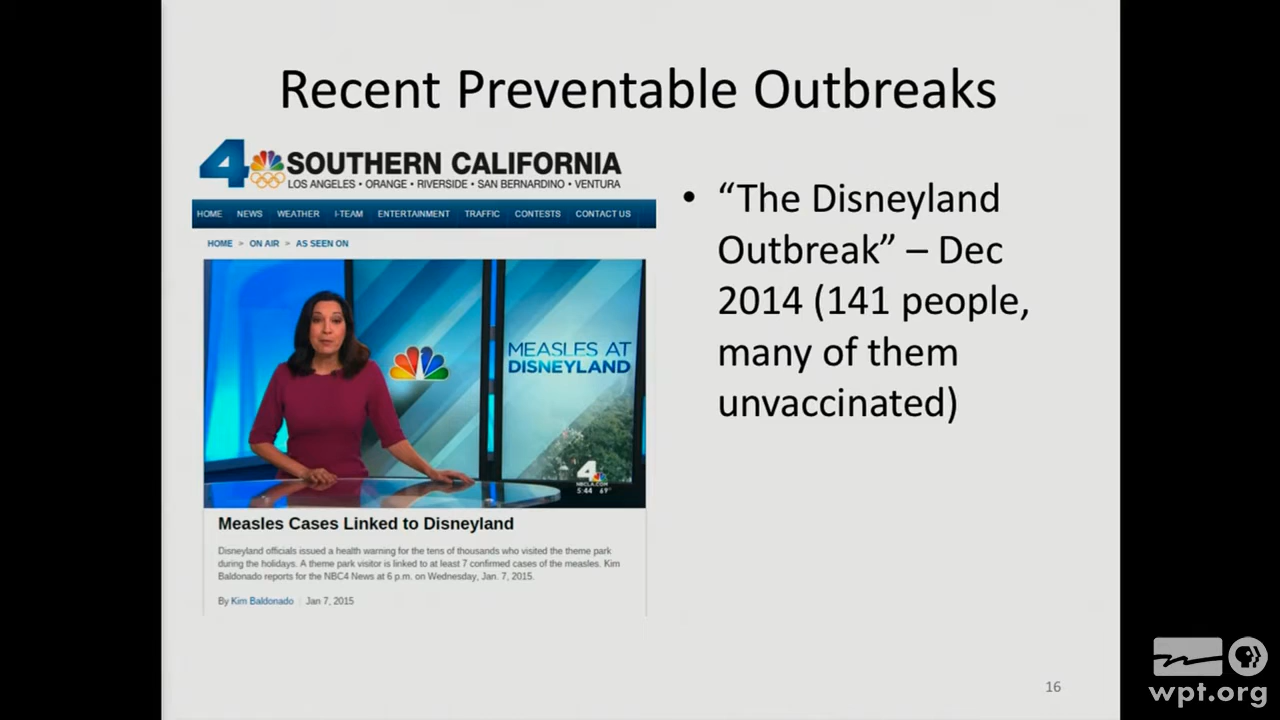 Recent Preventable Outbreaks
4 SOUTHERN CALIFORNIA
LOS ANGELES • ORANGE • RIVERSIDE • SAN BERNARDINO • VENTURA
HOME NEWS WEATHER I-TEAM ENTERTAINMENT TRAFFIC CONTESTS CONTACT US
HOME > ON AIR > AS SEEN ON
MEASLES AT
DISNEYLAND
4
NBCLA.COM
5:44 69°
Measles Cases Linked to Disneyland
Disneyland officials issued a health warning for the tens of thousands who visited the theme park
during the holidays. A theme park visitor is linked to at least 7 confirmed cases of the measles. Kim
Baldonado reports for the NBC4 News at 6 p.m. on Wednesday, Jan. 7, 2015.
By Kim Baldonado | Jan 7, 2015
• “The Disneyland
Outbreak” – Dec
2014 (141 people,
many of them
unvaccinated)
16
wpt.org